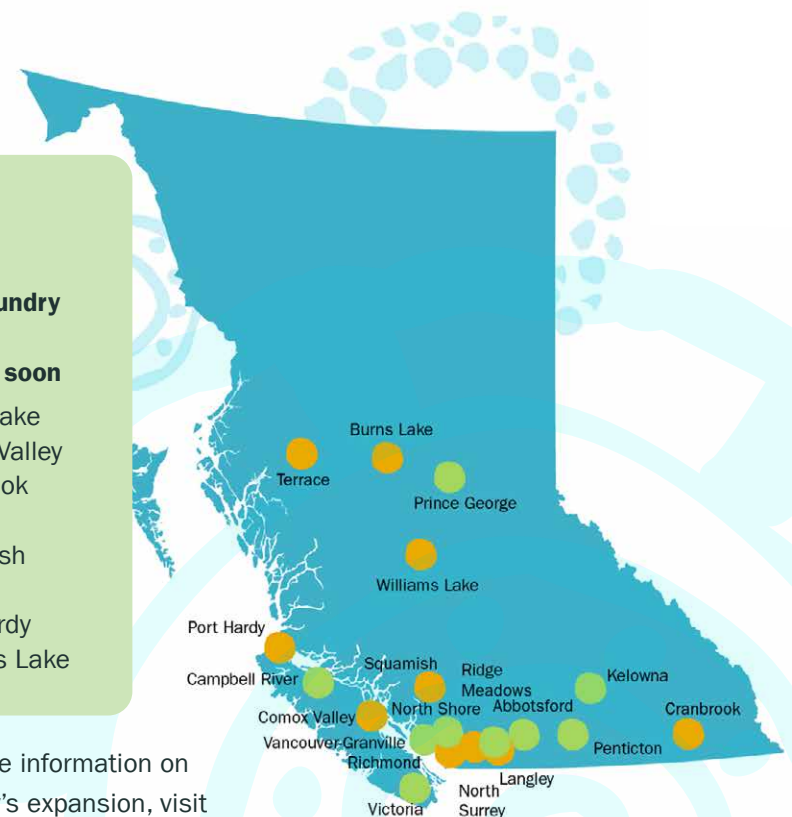 undry
soon
ake
Valley
ok
sh
rdy
s Lake
e information on
's expansion, visit
Burns Lake
Terrace
Prince George
Williams Lake
Port Hardy
Squamish
Ridge
Meadows
Campbell River
Kelowna
North Shore
Abbotsford
Cranbrook
Comox Valley
Vancouver-Granville
Penticton
Richmond
Langley
North
Surrey
Victoria